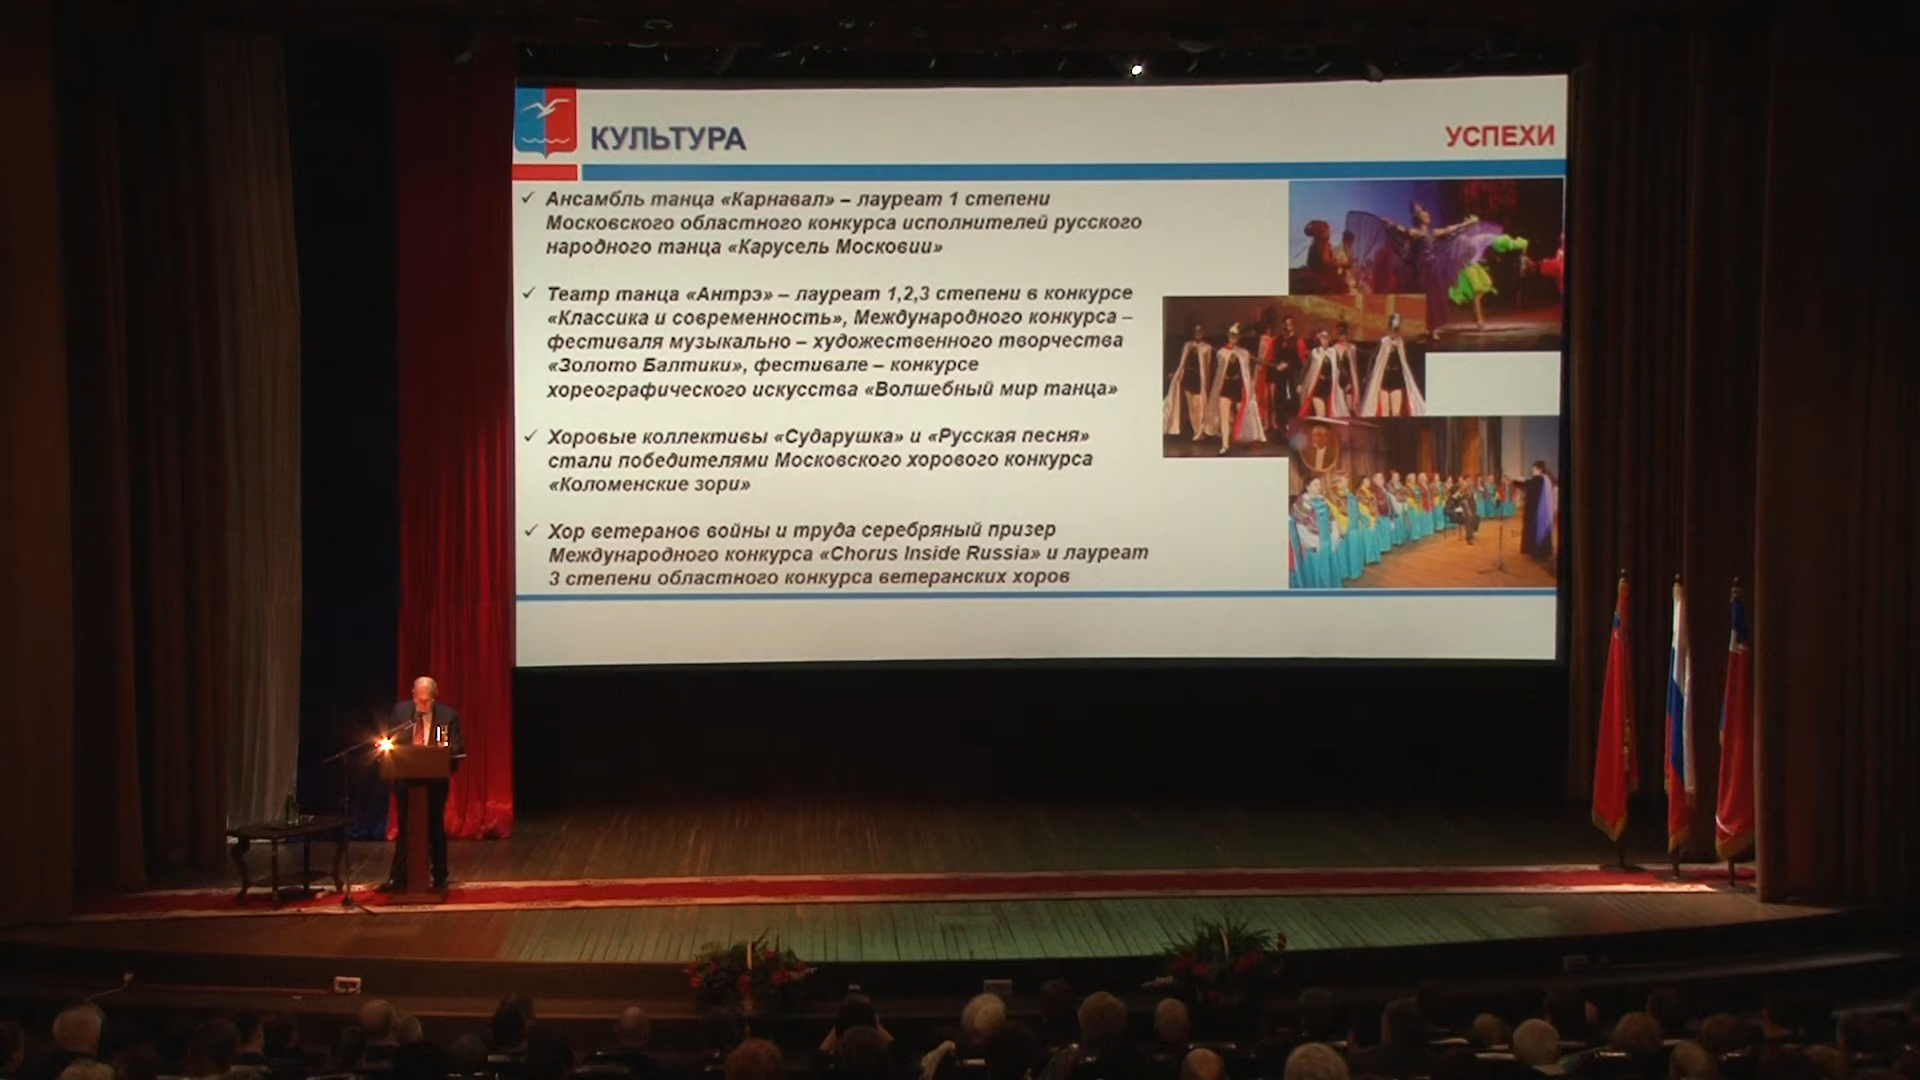 КУЛЬТУРА
УСПЕХИ
Ансамбль танца «Карнавал» – лауреат 1 степени
Московского областного конкурса исполнителей русского
народного танца «Карусель Московии»
Театр танца «Антрэ» – лауреат 1,2,3 степени в конкурсе
«Классика и современность», Международного конкурса –
фестиваля музыкально – художественного творчества
«Золото Балтики», фестивале – конкурсе
хореографического искусства «Волшебный мир танца»
Хоровые коллективы «Сударушка» и «Русская песня»
стали победителями Московского хорового конкурса
«Коломенские зори»
Хор ветеранов войны и труда серебряный призер
Международного конкурса «Chorus Inside Russia» и лауреат
3 степени областного конкурса ветеранских хоров